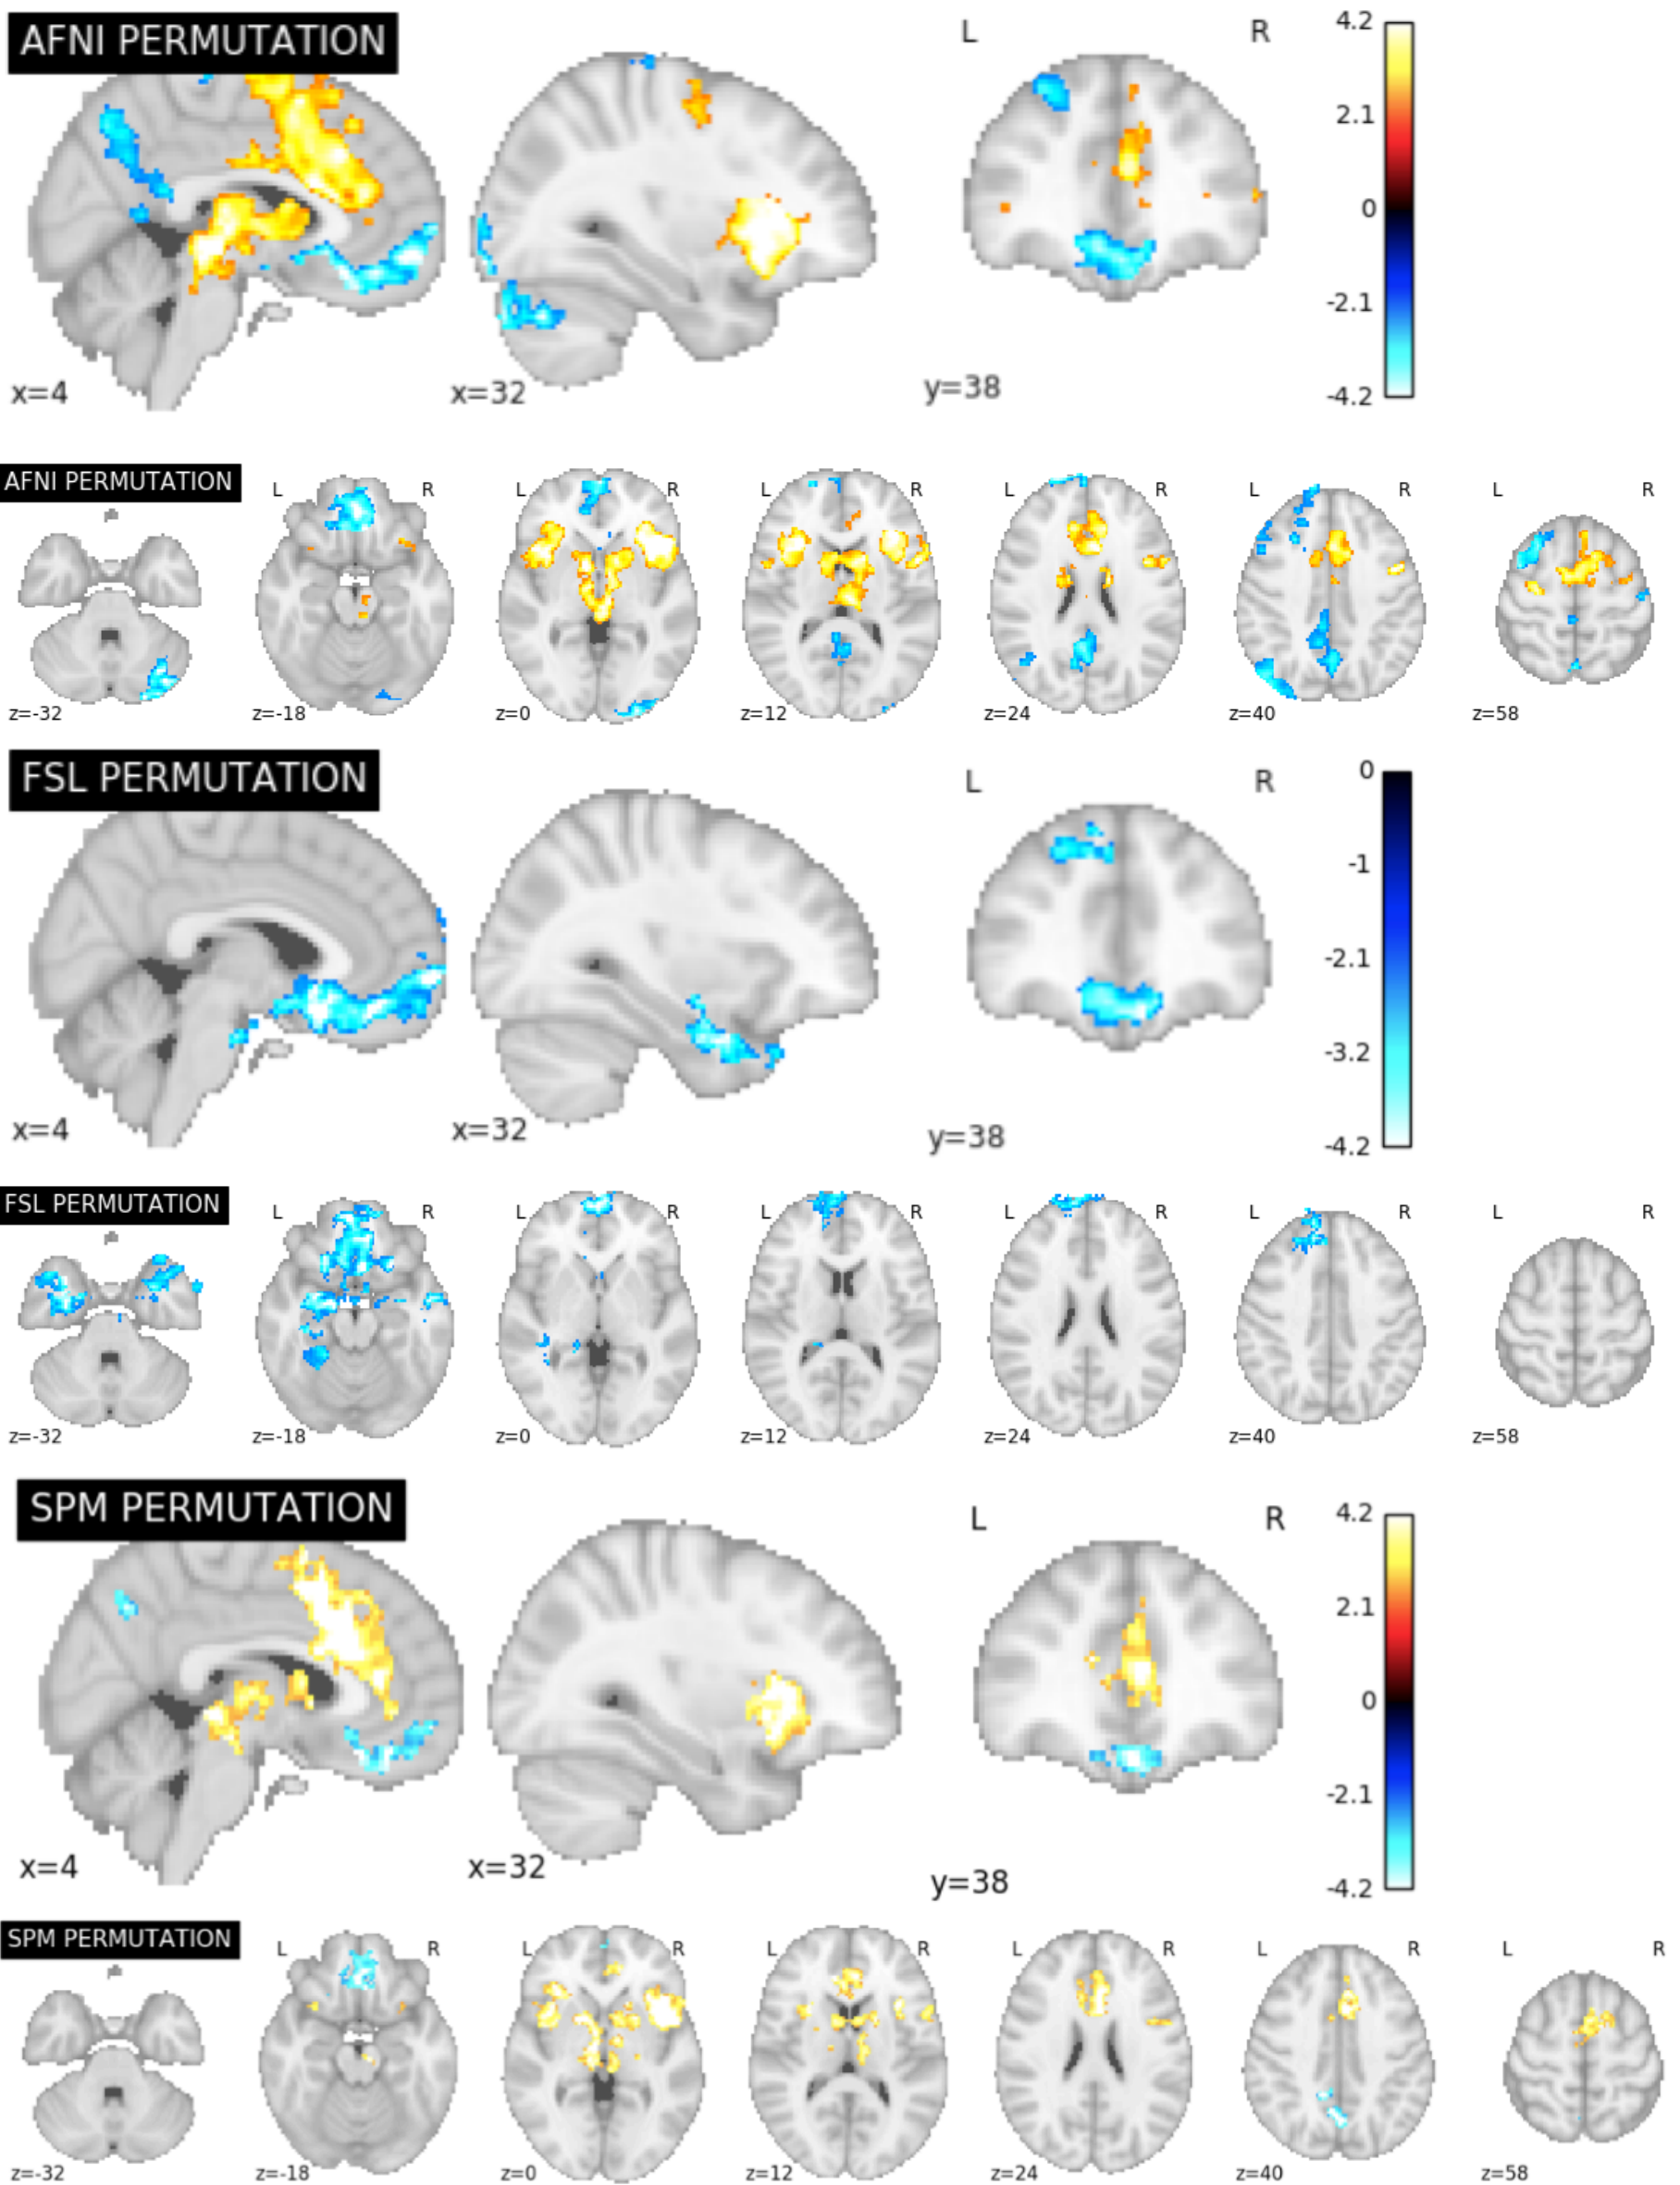 AFNI PERMUTATION
L R
4.2
2.1
0
-2.1
-4.2
x=4 x=32 y=38
AFNI PERMUTATION
L R L R L R L R L R L R
z=-32 z=-18 z=0 z=12 z=24 z=40 z=58
FSL PERMUTATION
L R
0
-1
-2.1
-3.2
-4.2
x=4 x=32 y=38
FSL PERMUTATION
L R L R L R L R L R L R
z=-32 z=-18 z=0 z=12 z=24 z=40 z=58
SPM PERMUTATION
L R
4.2
2.1
0
-2.1
-4.2
x=4 x=32 y=38
SPM PERMUTATION
L R L R L R L R L R L R
z=-32 z=-18 z=0 z=12 z=24 z=40 z=58